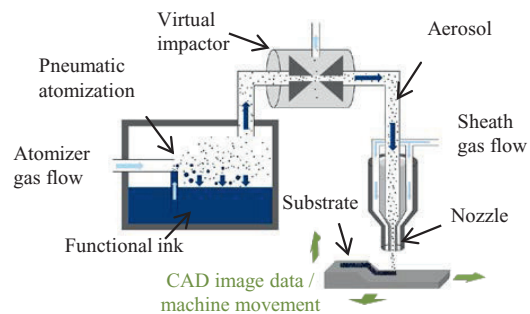 Virtual
impactor
Aerosol
Pneumatic
atomization
Sheath
gas flow
Atomizer
gas flow
Substrate
Nozzle
Functional ink
CAD image data /
machine movement